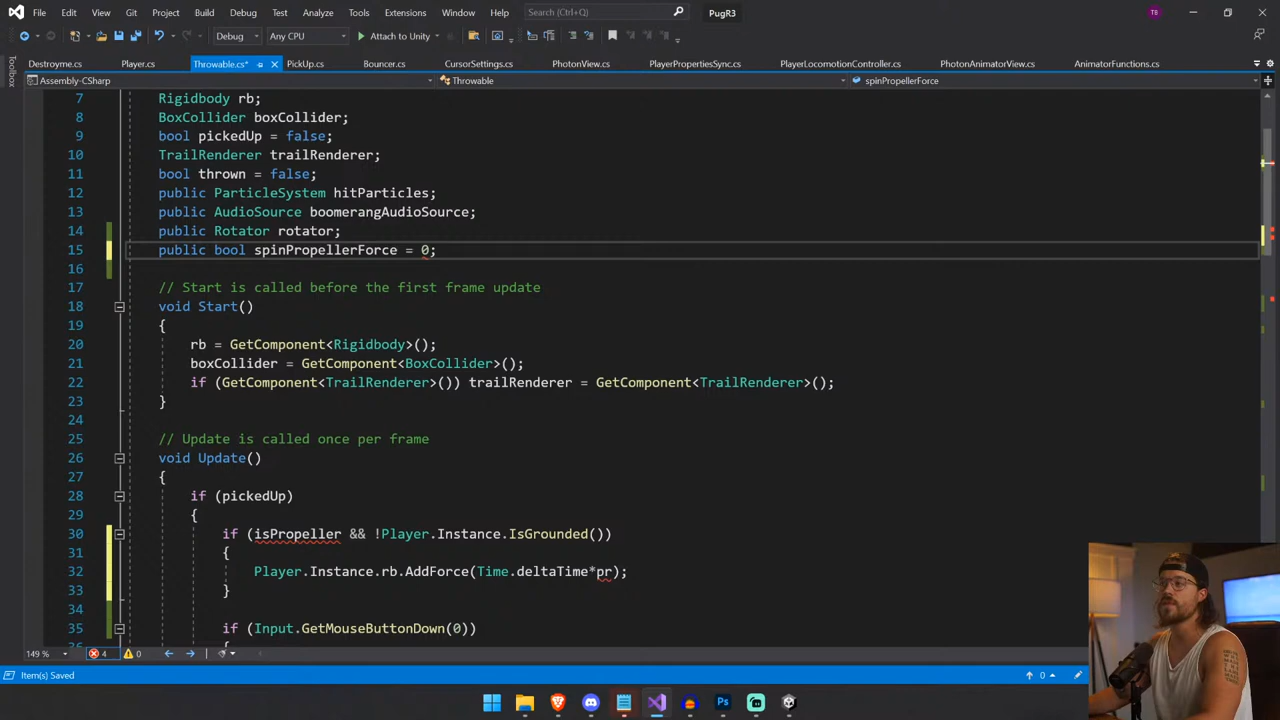 File Edit View Git Project Build Debug Test Analyze Tools Extensions Window Help Search (Ctrl+Q) PugR3 TB
Debug Any CPU Attach to Unity
Destroyme.cs Player.cs Throwable.cs* PickUp.cs Bouncer.cs CursorSettings.cs PhotonView.cs PlayerPropertiesSync.cs PlayerLocomotionController.cs PhotonAnimatorView.cs AnimatorFunctions.cs
Toolbox
Assembly-CSharp Throwable spinPropellerForce
7 Rigidbody rb;
8 BoxCollider boxCollider;
9 bool pickedUp = false;
10 TrailRenderer trailRenderer;
11 bool thrown = false;
12 public ParticleSystem hitParticles;
13 public AudioSource boomerangAudioSource;
14 public Rotator rotator;
15 public bool spinPropellerForce = 0;
16
17 // Start is called before the first frame update
18 void Start()
19 {
20 rb = GetComponent<Rigidbody>();
21 boxCollider = GetComponent<BoxCollider>();
22 if (GetComponent<TrailRenderer>()) trailRenderer = GetComponent<TrailRenderer>();
23 }
24
25 // Update is called once per frame
26 void Update()
27 {
28 if (pickedUp)
29 {
30 if (isPropeller && !Player.Instance.IsGrounded())
31 {
32 Player.Instance.rb.AddForce(Time.deltaTime*pr);
33 }
34
35 if (Input.GetMouseButtonDown(0))
149 % 4 0
Item(s) Saved 0